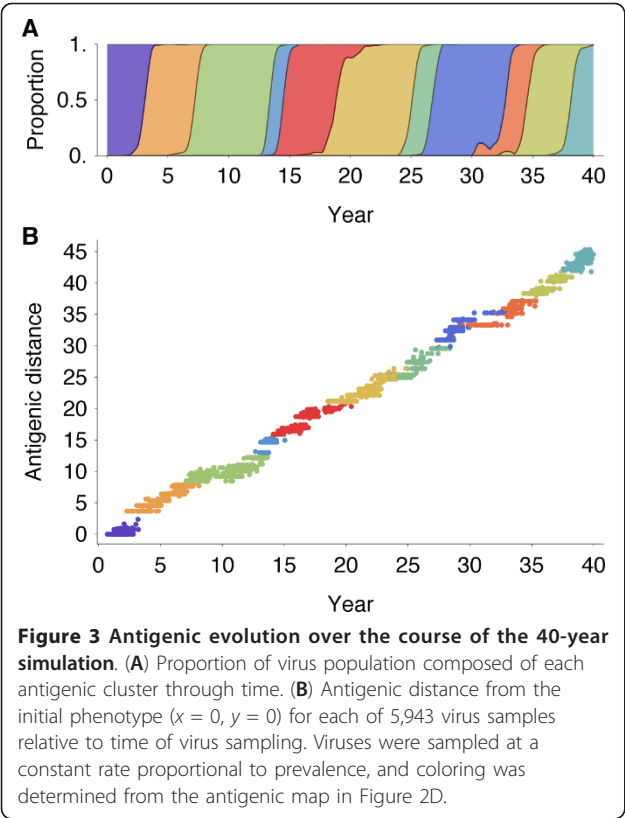 A
Proportion
1.
0.5
0.
0 5 10 15 20 25 30 35 40
Year
B
Antigenic distance
45
40
35
30
25
20
15
10
5
0
0 5 10 15 20 25 30 35 40
Year
Figure 3 Antigenic evolution over the course of the 40-year
simulation. (A) Proportion of virus population composed of each
antigenic cluster through time. (B) Antigenic distance from the
initial phenotype (x = 0, y = 0) for each of 5,943 virus samples
relative to time of virus sampling. Viruses were sampled at a
constant rate proportional to prevalence, and coloring was
determined from the antigenic map in Figure 2D.